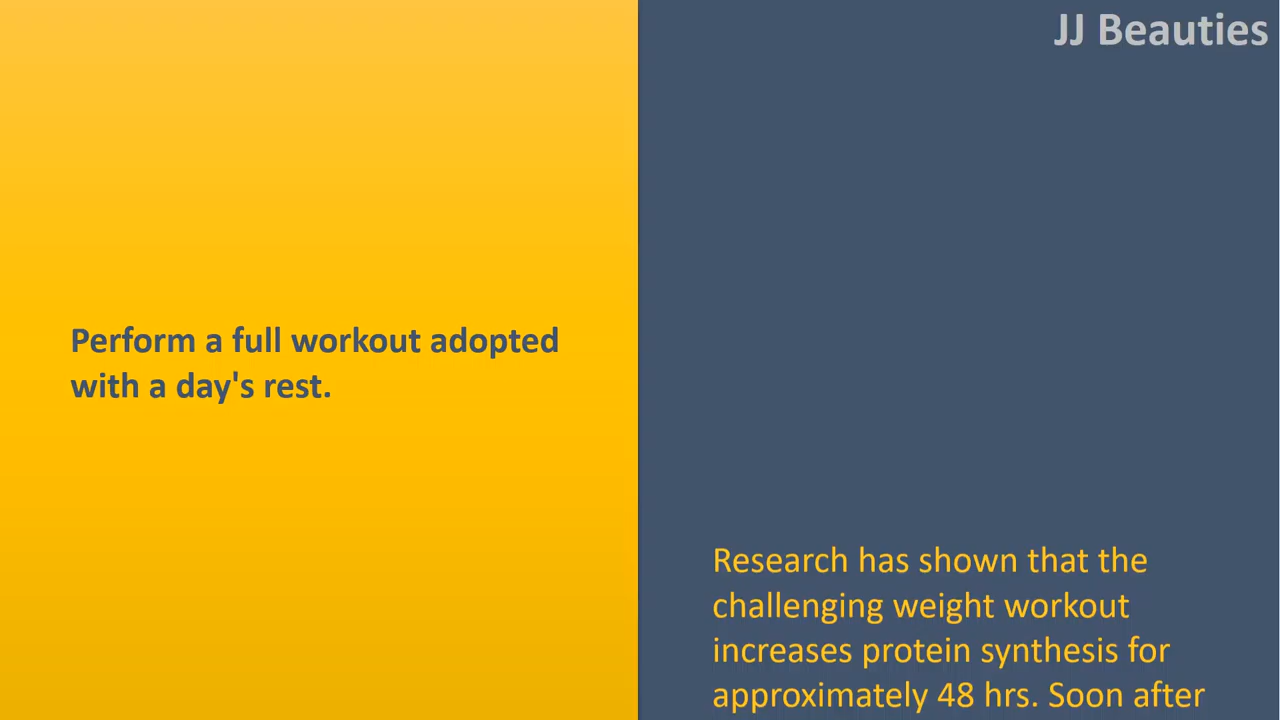 JJ Beauties
Perform a full workout adopted
with a day's rest.
Research has shown that the
challenging weight workout
increases protein synthesis for
approximately 48 hrs. Soon after